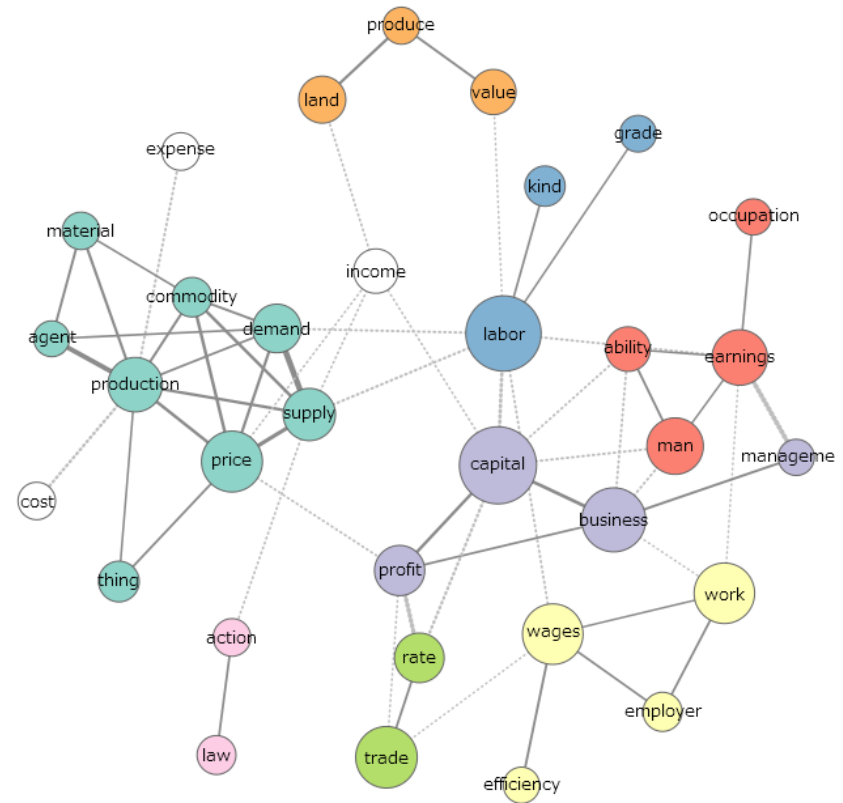 produce
land
value
grade
expense
kind
occupation
material
income
commodity
agent
demand
labor
ability
earnings
production
supply
man
price
capital
manageme
cost
business
profit
thing
work
action
wages
rate
employer
law
trade
efficiency